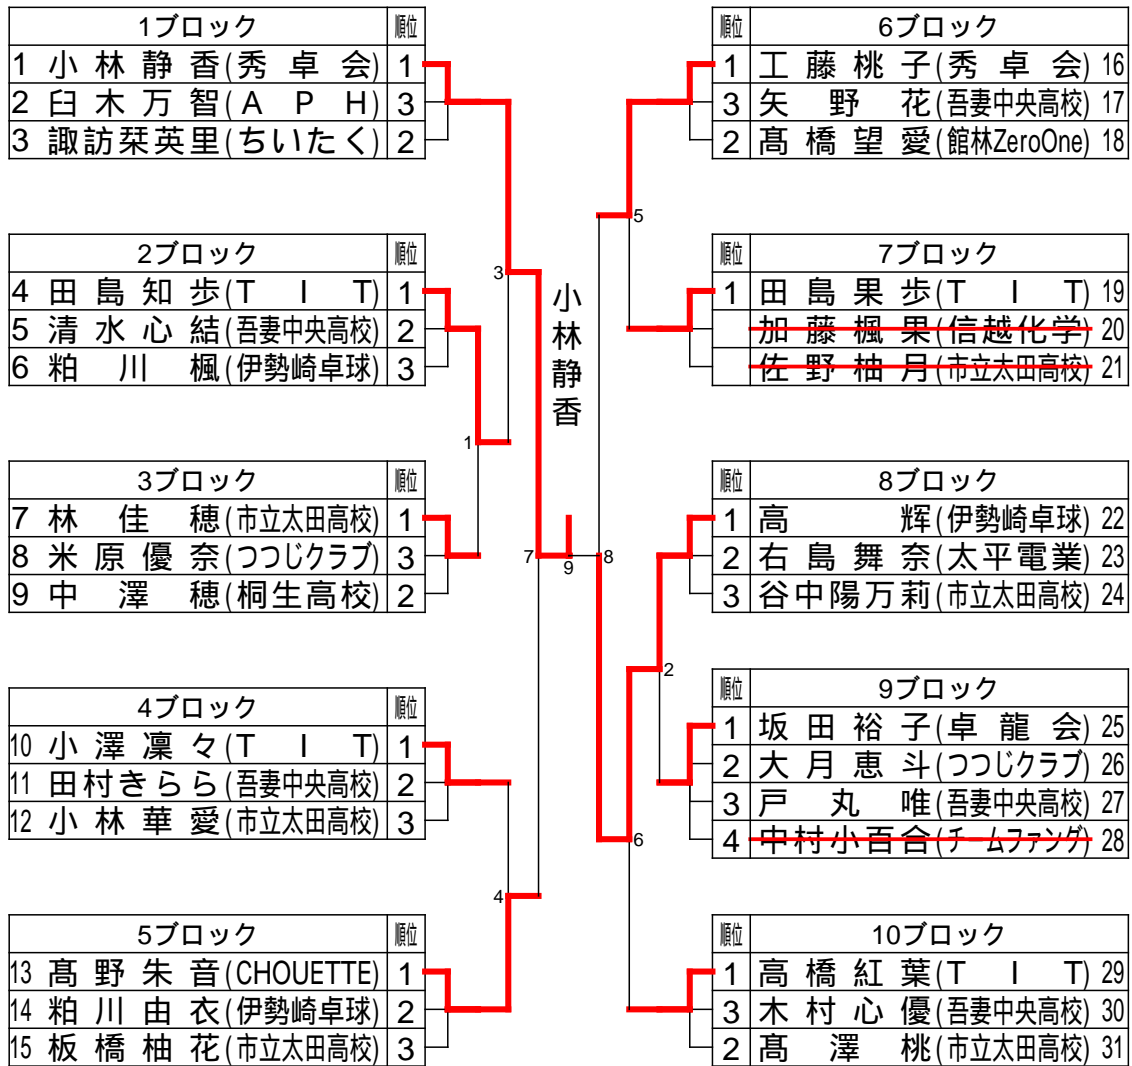 1ブロック 順位
1 小林静香(秀卓会) 1
2 臼木万智(APH) 3
3 諏訪栞英里(ちいたく) 2
2ブロック 順位
4 田島知歩(TIT) 1
5 清水心結(吾妻中央高校) 2
6 粕川楓(伊勢崎卓球) 3
3ブロック 順位
7 林佳穂(市立太田高校) 1
8 米原優奈(つつじクラブ) 3
9 中澤穂(桐生高校) 2
4ブロック 順位
10 小澤凜々(TIT) 1
11 田村きらら(吾妻中央高校) 2
12 小林華愛(市立太田高校) 3
5ブロック 順位
13 髙野朱音(CHOUETTE) 1
14 粕川由衣(伊勢崎卓球) 2
15 板橋柚花(市立太田高校) 3
3
1
7
4
小林静香
9
5
8
2
6
順位 6ブロック
1 工藤桃子(秀卓会) 16
3 矢野花(吾妻中央高校) 17
2 髙橋望愛(館林ZeroOne) 18
順位 7ブロック
1 田島果歩(TIT) 19
加藤楓果(信越化学) 20
佐野柚月(市立太田高校) 21
順位 8ブロック
1 高辉(伊勢崎卓球) 22
2 右島舞奈(太平電業) 23
3 谷中陽万莉(市立太田高校) 24
順位 9ブロック
1 坂田裕子(卓龍会) 25
2 大月恵斗(つつじクラブ) 26
3 戸丸唯(吾妻中央高校) 27
4 中村小百合(チームファング) 28
順位 10ブロック
1 高橋紅葉(TIT) 29
3 木村心優(吾妻中央高校) 30
2 髙澤桃(市立太田高校) 31